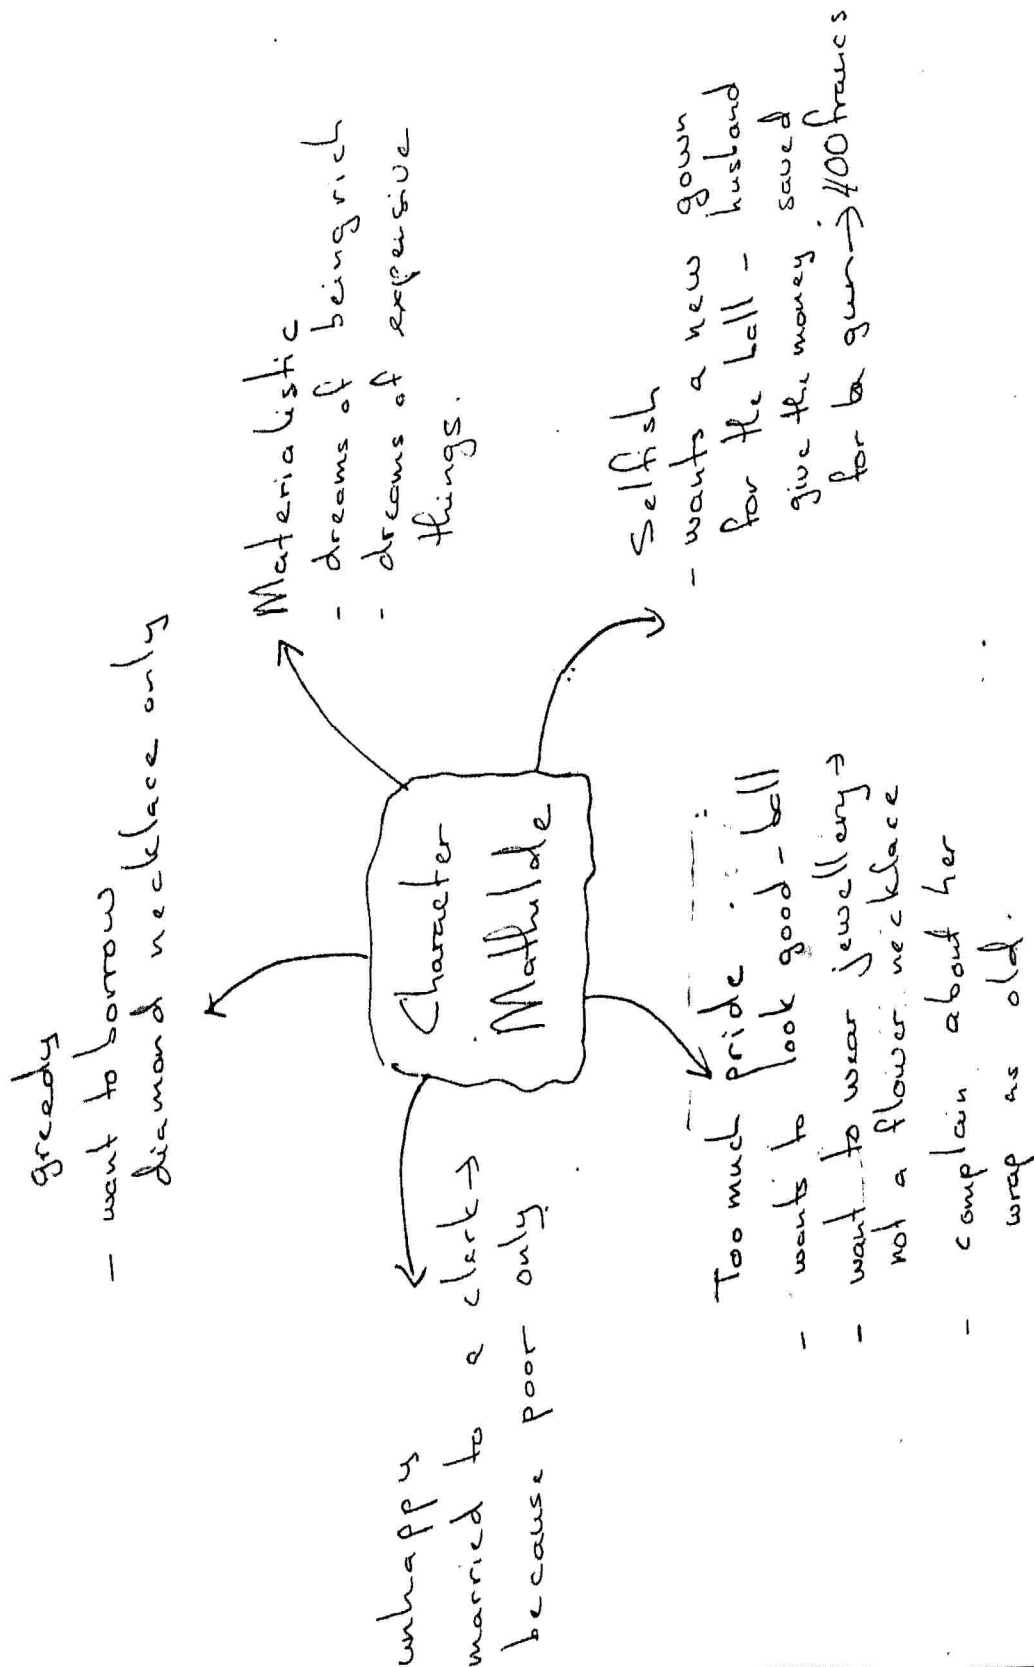 greedy
- want to borrow
diamond necklace only
Materialistic
- dreams of being rich
- dreams of expensive
things.
Character
Mathilde
unhappy
married to a clerk →
because poor only
Selfish
- wants a new gown
for the ball - husband
give the money saved
for a gun → 400 francs
Too much pride :
- wants to look good - ball
- want to wear jewellery →
not a flower necklace
- complain about her
wrap as old.